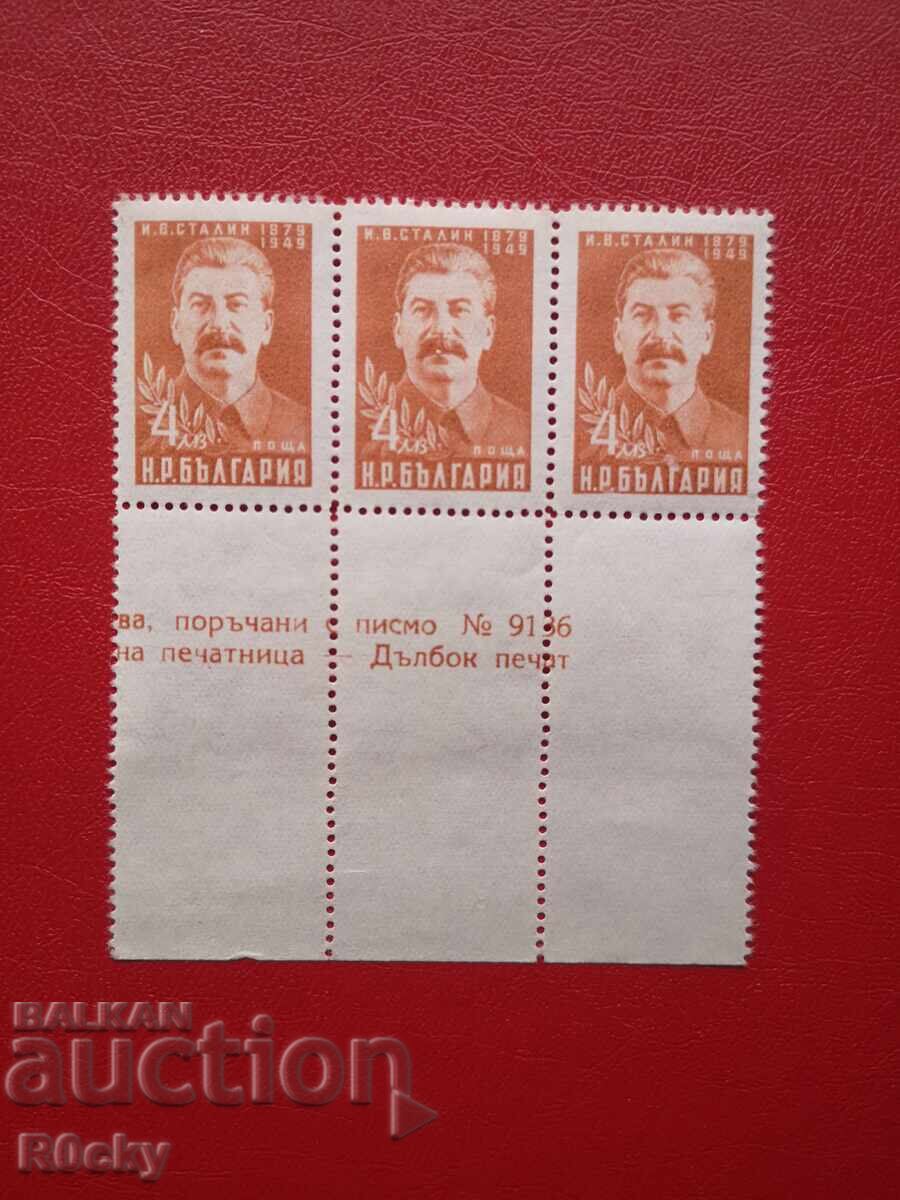 И.В.СТАЛИН 1879
1949
4 ЛВ.
ПОЩА
Н.Р.БЪЛГАРИЯ
И.В.СТАЛИН 1879
1949
4 ЛВ.
ПОЩА
Н.Р.БЪЛГАРИЯ
И.В.СТАЛИН 1879
1949
4 ЛВ.
ПОЩА
Н.Р.БЪЛГАРИЯ
ва, поръчани с писмо № 9136
на печатница — Дълбок печат
BALKAN
auction
R0cky